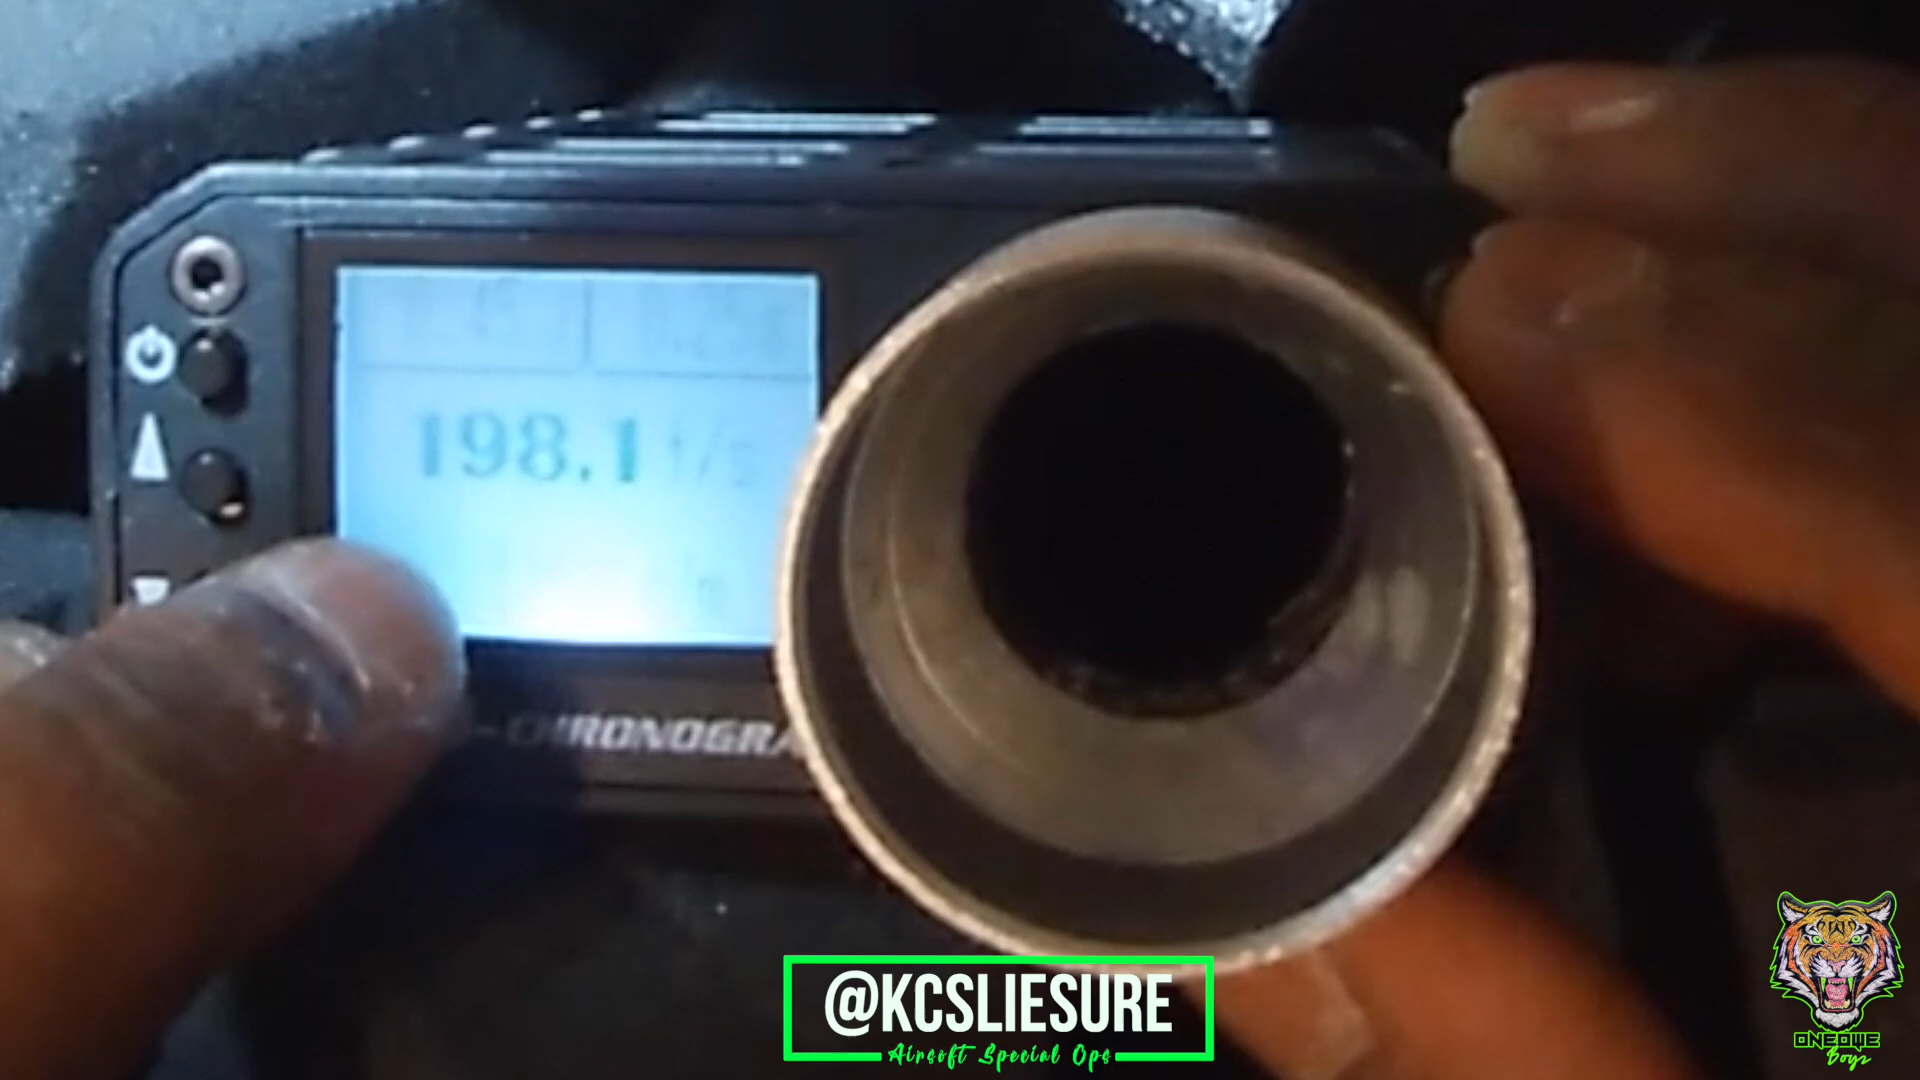 198.1 f/s
CHRONOGRA
@KCSLIESURE
Airsoft Special Ops
ONEOWE
Boyz